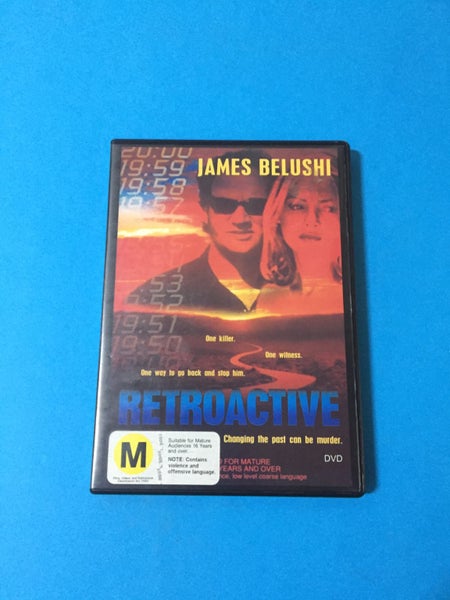 20:00
19:59
JAMES BELUSHI
19:58
19:57
:53
:52
19:51
19:50
One killer.
One witness.
One way to go back and stop him.
RETROACTIVE
Changing the past can be murder.
M
Suitable for Mature
Audiences 16 Years
and over.
NOTE: Contains
violence and
offensive language.
D FOR MATURE
YEARS AND OVER
nce, low level coarse language
DVD